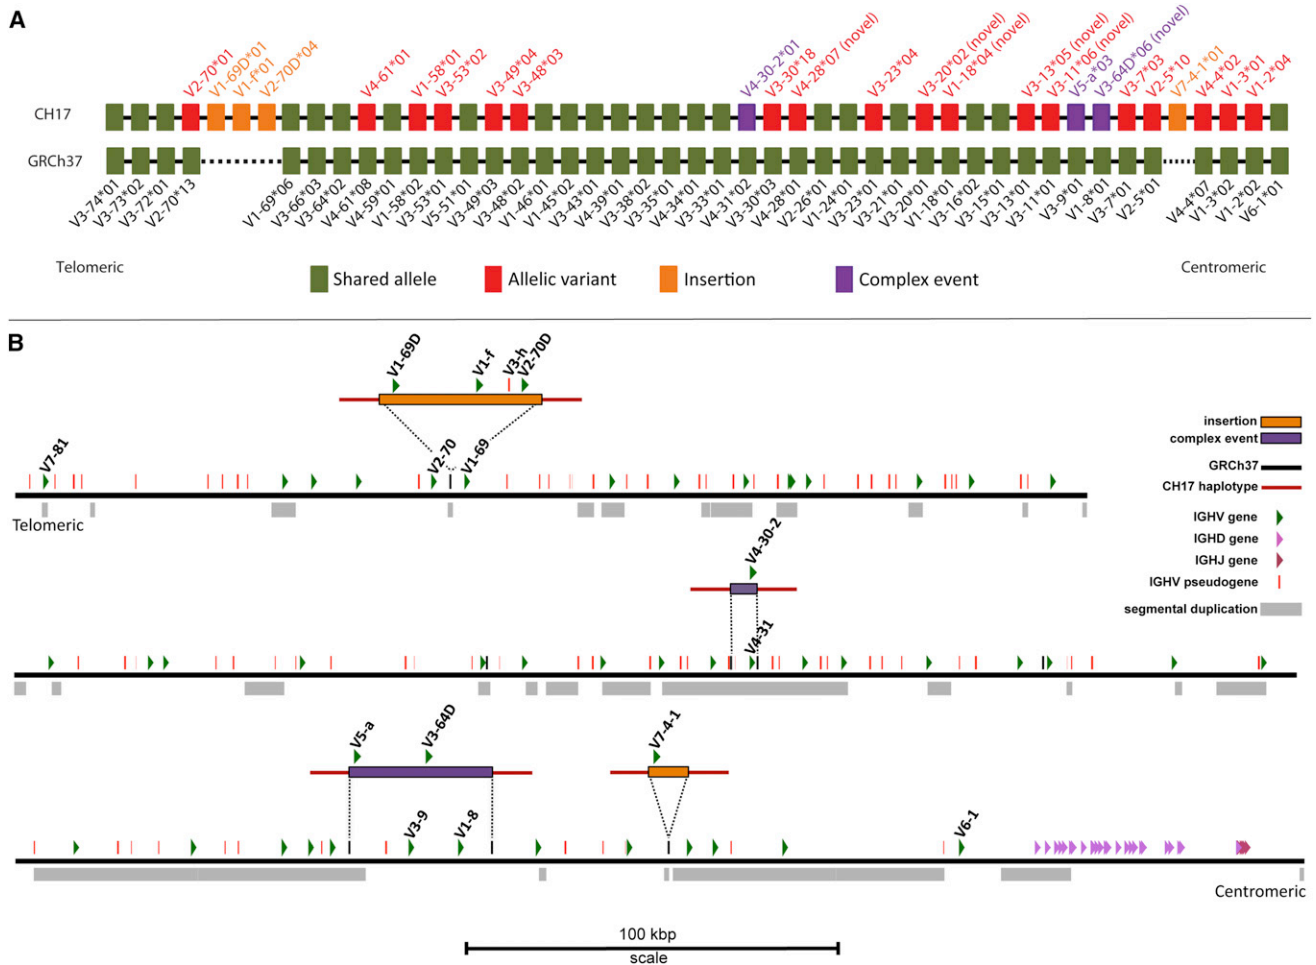 A
V2-70*01 V1-69D*01 V1-f*01 V2-70D*04 V4-61*01 V1-58*01 V3-53*02 V3-49*04 V3-48*03 V4-30-2*01 V3-30*18 V4-28*07 (novel) V3-23*04 V3-20*02 (novel) V1-18*04 (novel) V3-13*05 (novel) V3-11*06 (novel) V5-a*03 V3-64D*06 (novel) V3-7*03 V2-5*10 V7-4-1*01 V4-4*02 V1-3*01 V1-2*04
CH17
GRCh37
V3-74*01 V3-73*02 V3-72*01 V2-70*13 V1-69*06 V3-66*03 V3-64*02 V4-61*08 V4-59*01 V1-58*02 V3-53*01 V5-51*01 V3-49*03 V3-48*02 V1-46*01 V1-45*02 V3-43*01 V4-39*01 V3-38*02 V3-35*01 V4-34*01 V3-33*01 V4-31*02 V3-30*03 V4-28*01 V2-26*01 V1-24*01 V3-23*01 V3-21*01 V3-20*01 V1-18*01 V3-16*02 V3-15*01 V3-13*01 V3-11*01 V3-9*01 V1-8*01 V3-7*01 V2-5*01 V4-4*07 V1-3*02 V1-2*02 V6-1*01
Telomeric
Centromeric
Shared allele
Allelic variant
Insertion
Complex event
B
V1-69D V1-f V3-h V2-70D
V7-81 V2-70 V1-69
Telomeric
insertion
complex event
GRCh37
CH17 haplotype
IGHV gene
IGHD gene
IGHJ gene
IGHV pseudogene
segmental duplication
V4-30-2
V4-31
V5-a V3-64D V7-4-1
V3-9 V1-8 V6-1
Centromeric
100 kbp
scale